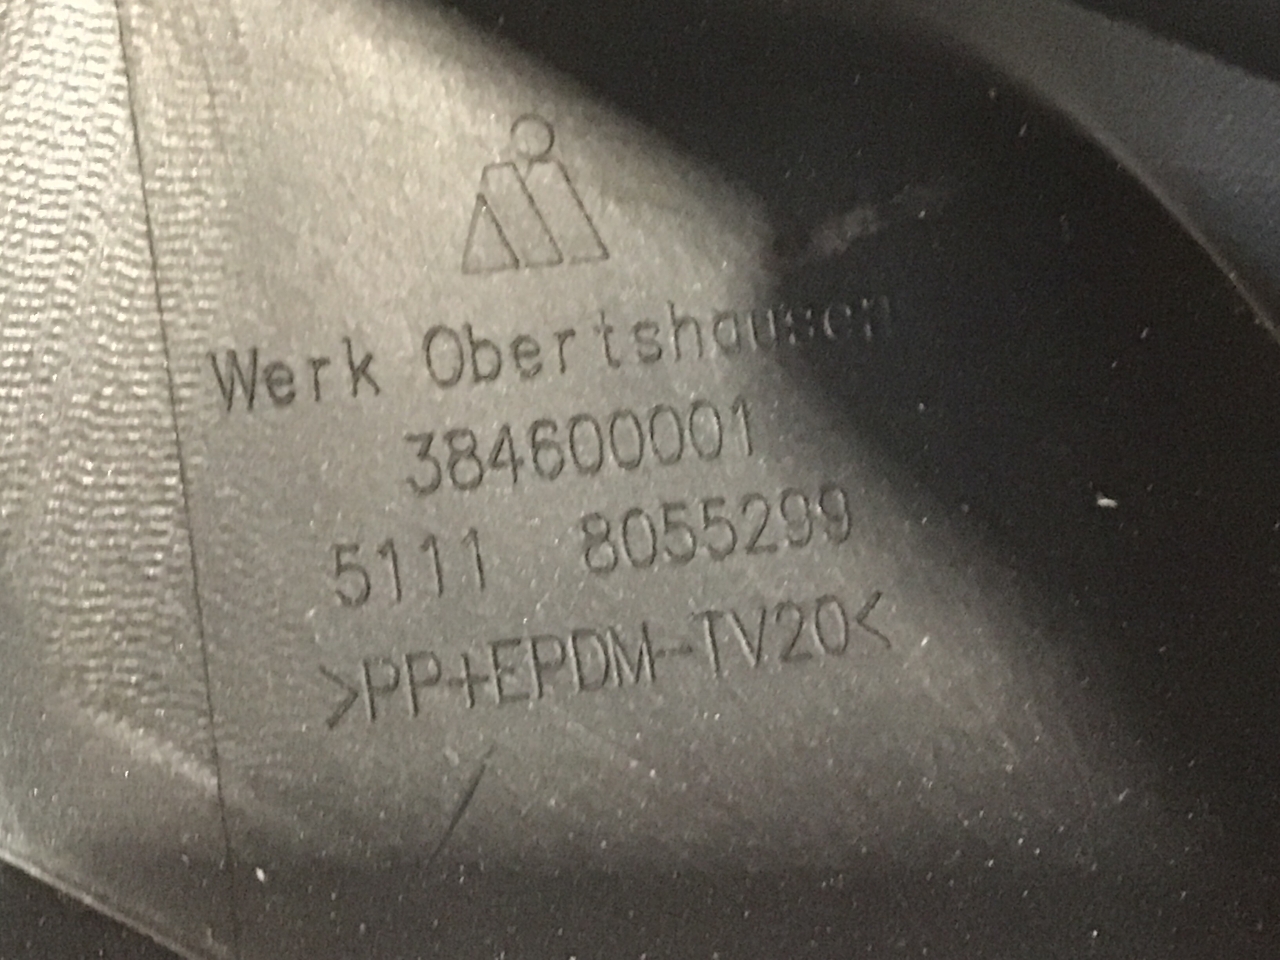 Werk Obertshausen
384600001
5111 8055299
>PP+EPDM-TV20<